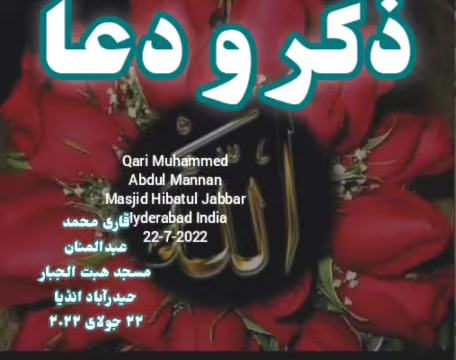 ذکر و دعا
الله
Qari Muhammed
Abdul Mannan
Masjid Hibatul Jabbar
Hyderabad India
22-7-2022
قاری محمد
عبدالمنان
مسجد هبت الجبار
حیدرآباد انڈیا
۲۲ جولای ۲۰۲۲